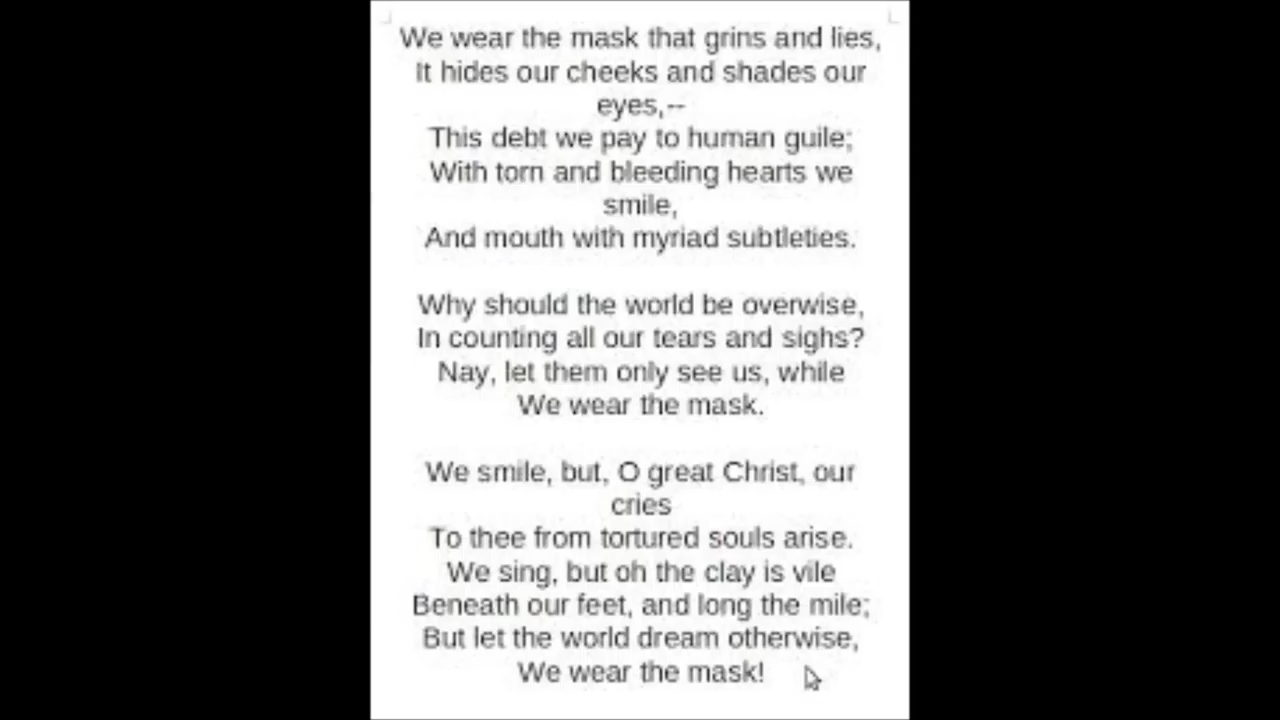 We wear the mask that grins and lies,
It hides our cheeks and shades our
eyes,--
This debt we pay to human guile;
With torn and bleeding hearts we
smile,
And mouth with myriad subtleties.
Why should the world be overwise,
In counting all our tears and sighs?
Nay, let them only see us, while
We wear the mask.
We smile, but, O great Christ, our
cries
To thee from tortured souls arise.
We sing, but oh the clay is vile
Beneath our feet, and long the mile;
But let the world dream otherwise,
We wear the mask!